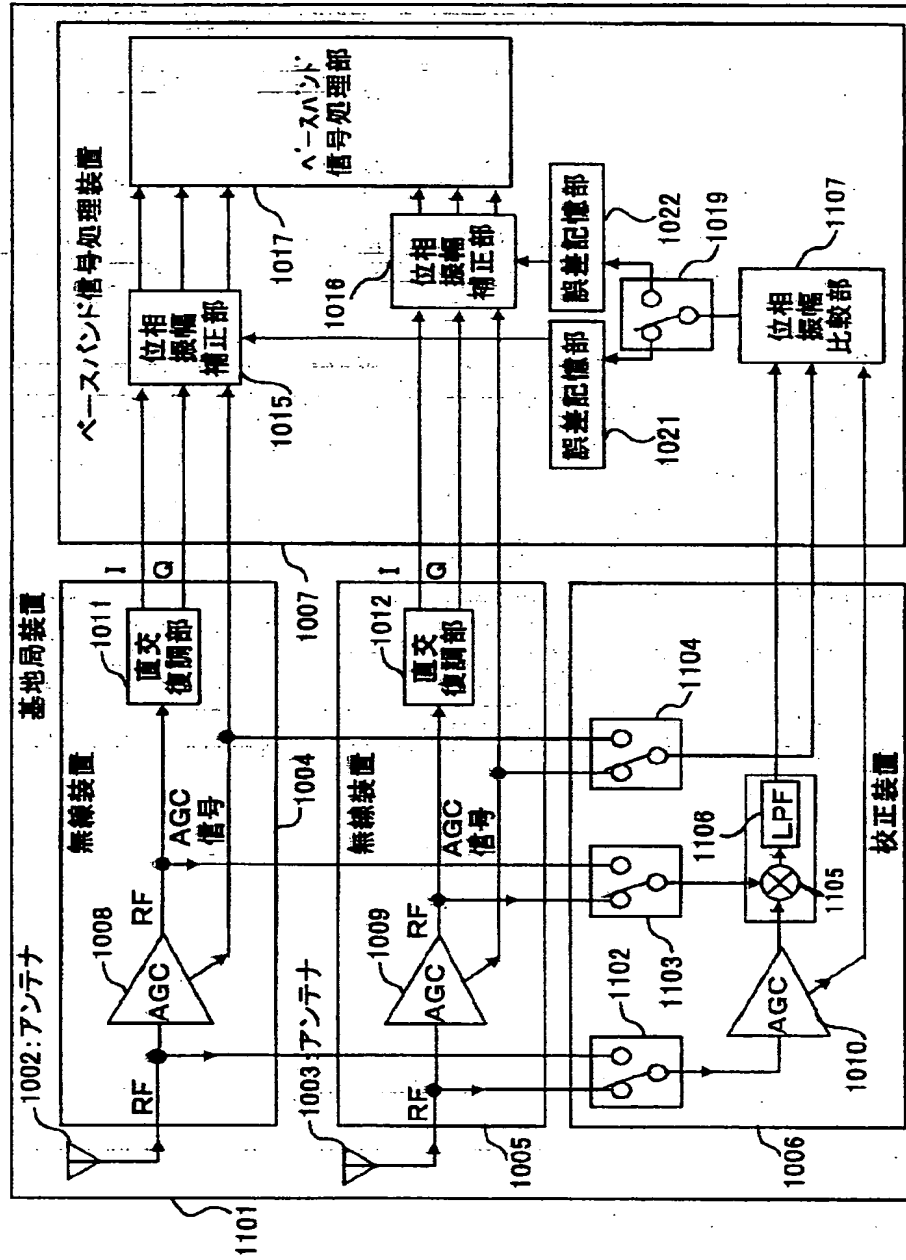 基地局装置
1101
1002:アンテナ
無線装置
RF
AGC
1008
RF
AGC
信号
直交
復調部
1011
I
Q
1004
1003:アンテナ
無線装置
RF
AGC
1009
RF
AGC
信号
直交
復調部
1012
I
Q
1005
1007
ベースバンド信号処理装置
位相
振幅
補正部
1015
ベースバンド
信号処理部
1017
位相
振幅
補正部
1016
誤差記憶部
1021
誤差記憶部
1022
1019
位相
振幅
比較部
1107
校正装置
1006
1102
1103
1104
AGC
1010
1105
LPF
1106